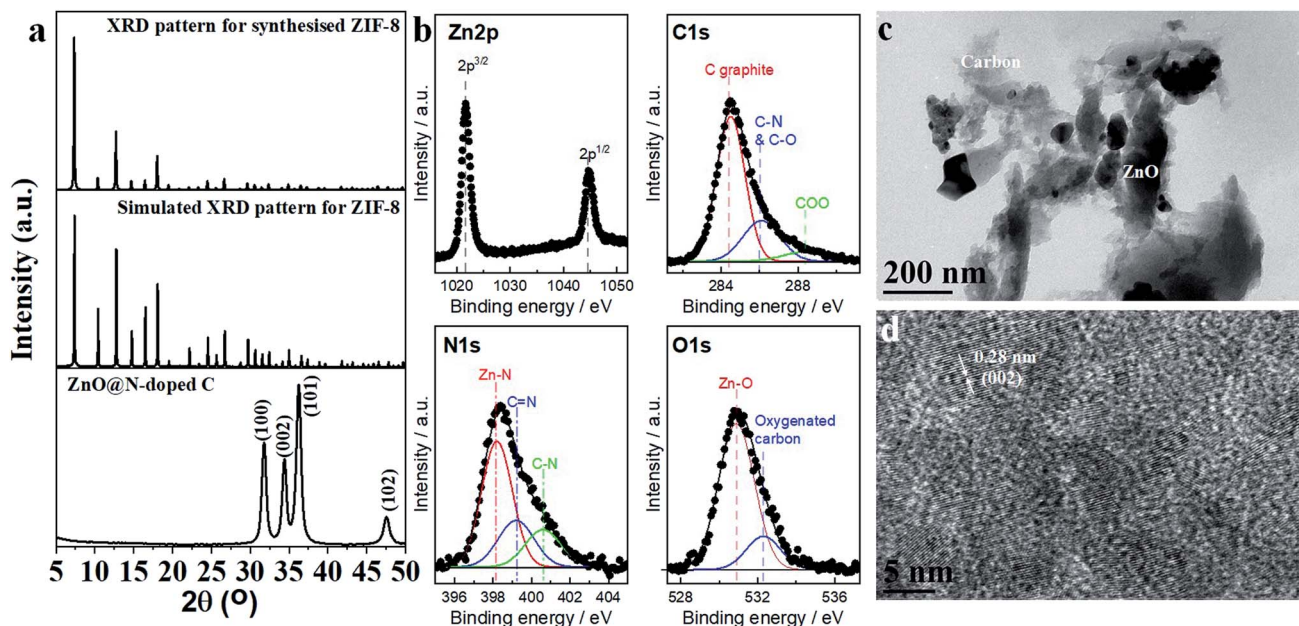 a
XRD pattern for synthesised ZIF-8
Simulated XRD pattern for ZIF-8
ZnO@N-doped C
(100)
(002)
(101)
(102)
Intensity (a.u.)
5 10 15 20 25 30 35 40 45 50
2θ (O)
b
Zn2p
2p3/2
2p1/2
Intensity / a.u.
1020 1030 1040 1050
Binding energy / eV
C1s
C graphite
C-N
& C-O
COO
Intensity / a.u.
284 288
Binding energy / eV
N1s
Zn-N
C=N
C-N
Intensity / a.u.
396 398 400 402 404
Binding energy / eV
O1s
Zn-O
Oxygenated
carbon
Intensity / a.u.
528 532 536
Binding energy / eV
c
Carbon
ZnO
200 nm
d
0.28 nm
(002)
5 nm